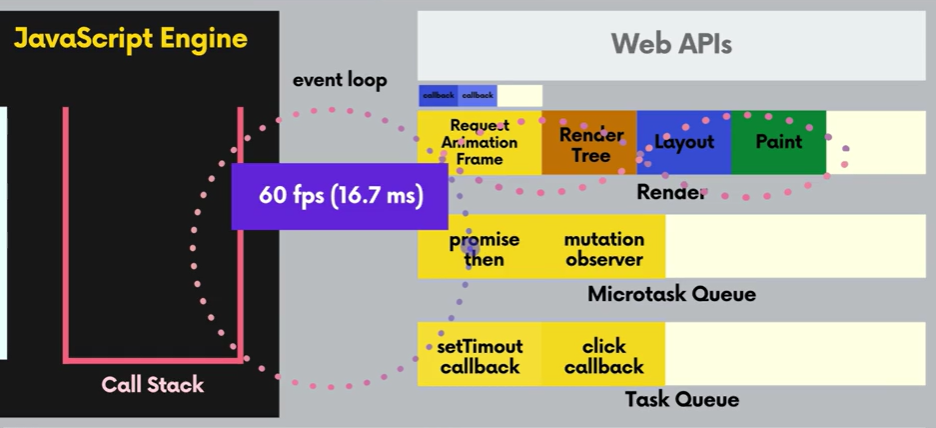 JavaScript Engine
Call Stack
event loop
60 fps (16.7 ms)
Web APIs
callback callback
Request
Animation
Frame
Render
Tree
Layout
Paint
Render
promise
then
mutation
observer
Microtask Queue
setTimout
callback
click
callback
Task Queue